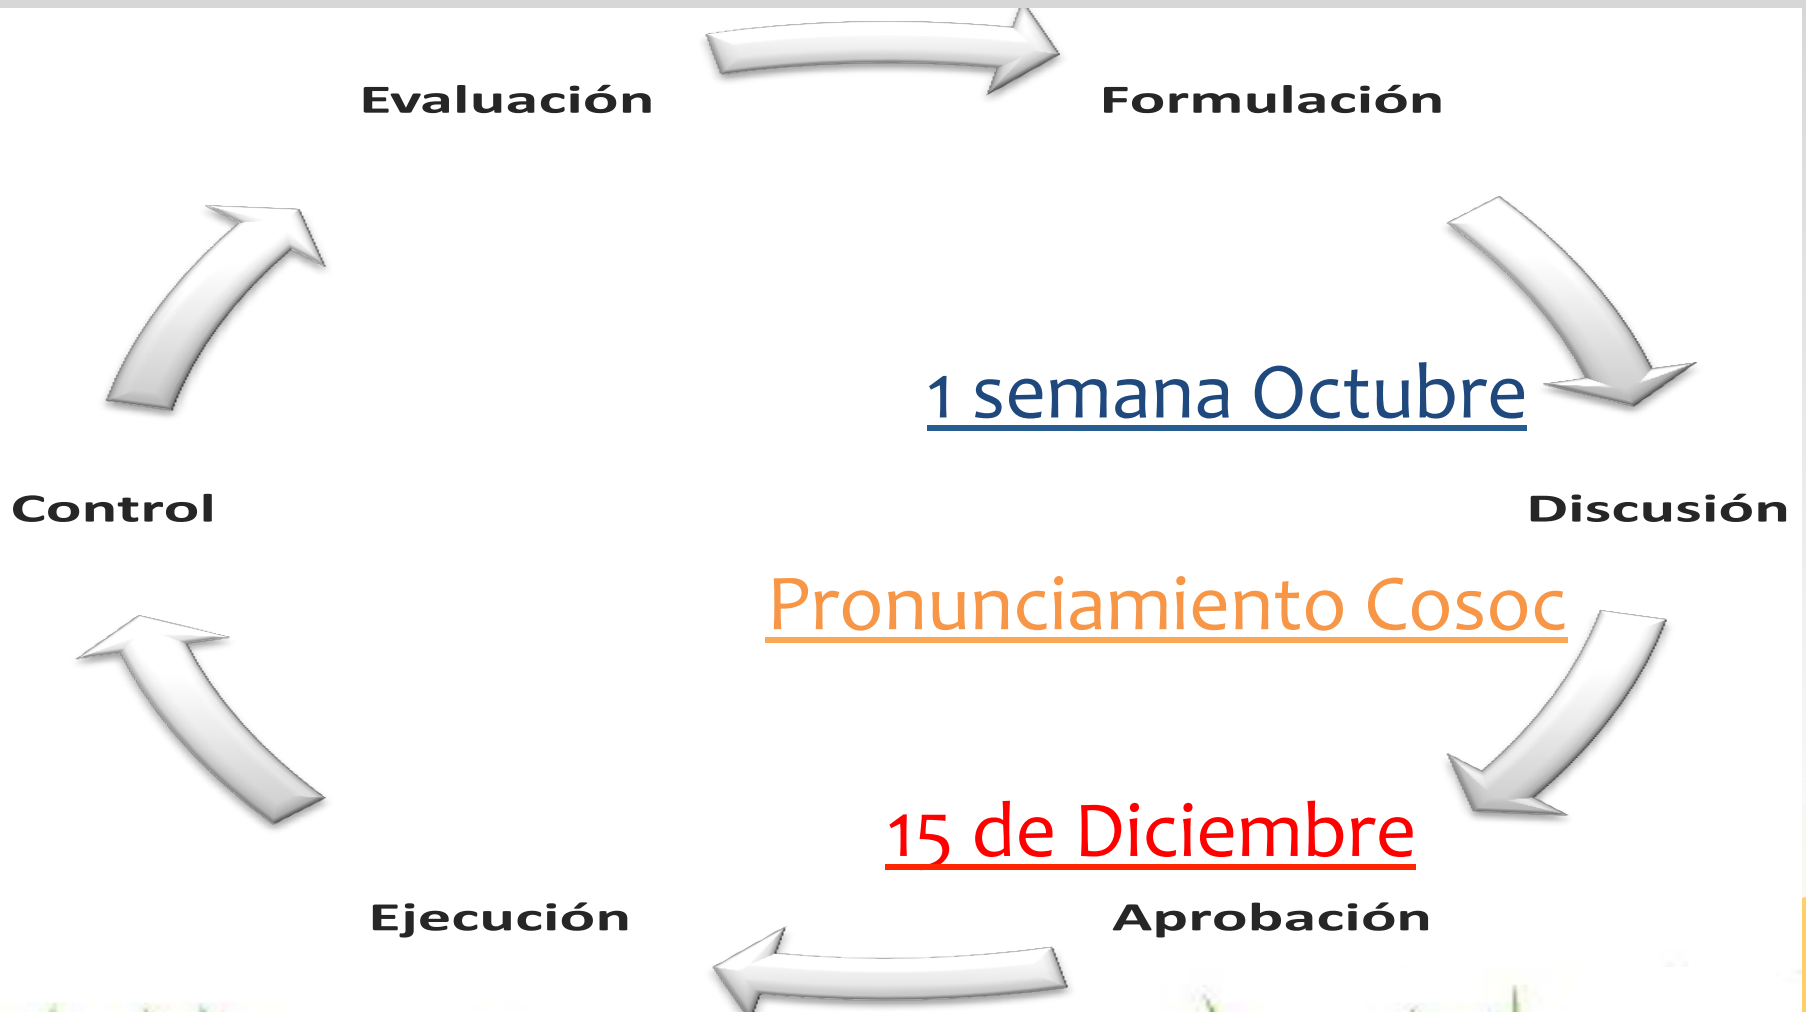 Evaluación
Formulación
1 semana Octubre
Control
Discusión
Pronunciamiento Cosoc
15 de Diciembre
Ejecución
Aprobación